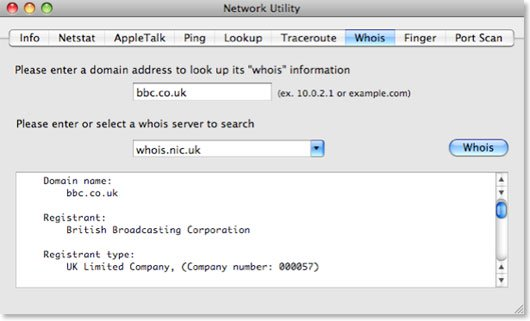 Network Utility
Info Netstat AppleTalk Ping Lookup Traceroute Whois Finger Port Scan
Please enter a domain address to look up its "whois" information
bbc.co.uk (ex. 10.0.2.1 or example.com)
Please enter or select a whois server to search
whois.nic.uk Whois
Domain name:
bbc.co.uk
Registrant:
British Broadcasting Corporation
Registrant type:
UK Limited Company, (Company number: 000057)